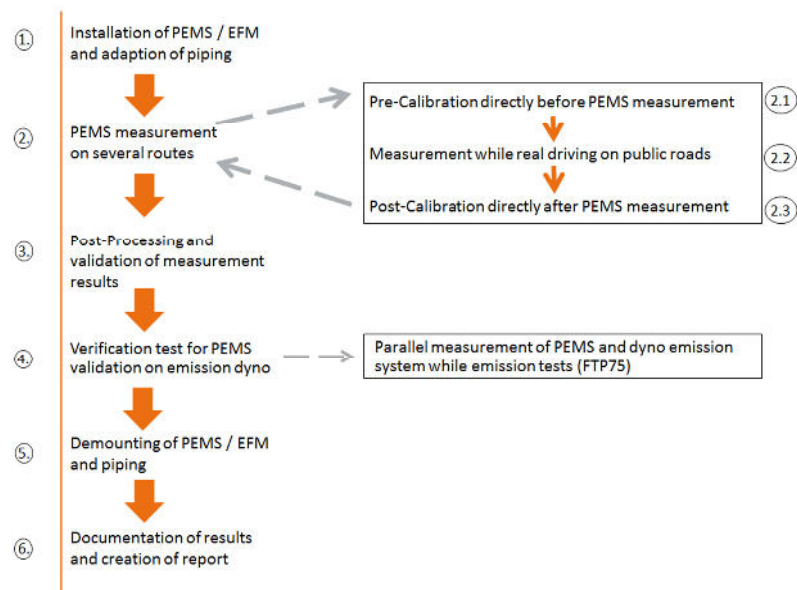 1.
Installation of PEMS / EFM
and adaption of piping
2.
PEMS measurement
on several routes
Pre-Calibration directly before PEMS measurement
2.1
Measurement while real driving on public roads
2.2
Post-Calibration directly after PEMS measurement
2.3
3.
Post-Processing and
validation of measurement
results
4.
Verification test for PEMS
validation on emission dyno
Parallel measurement of PEMS and dyno emission
system while emission tests (FTP75)
5.
Demounting of PEMS / EFM
and piping
6.
Documentation of results
and creation of report